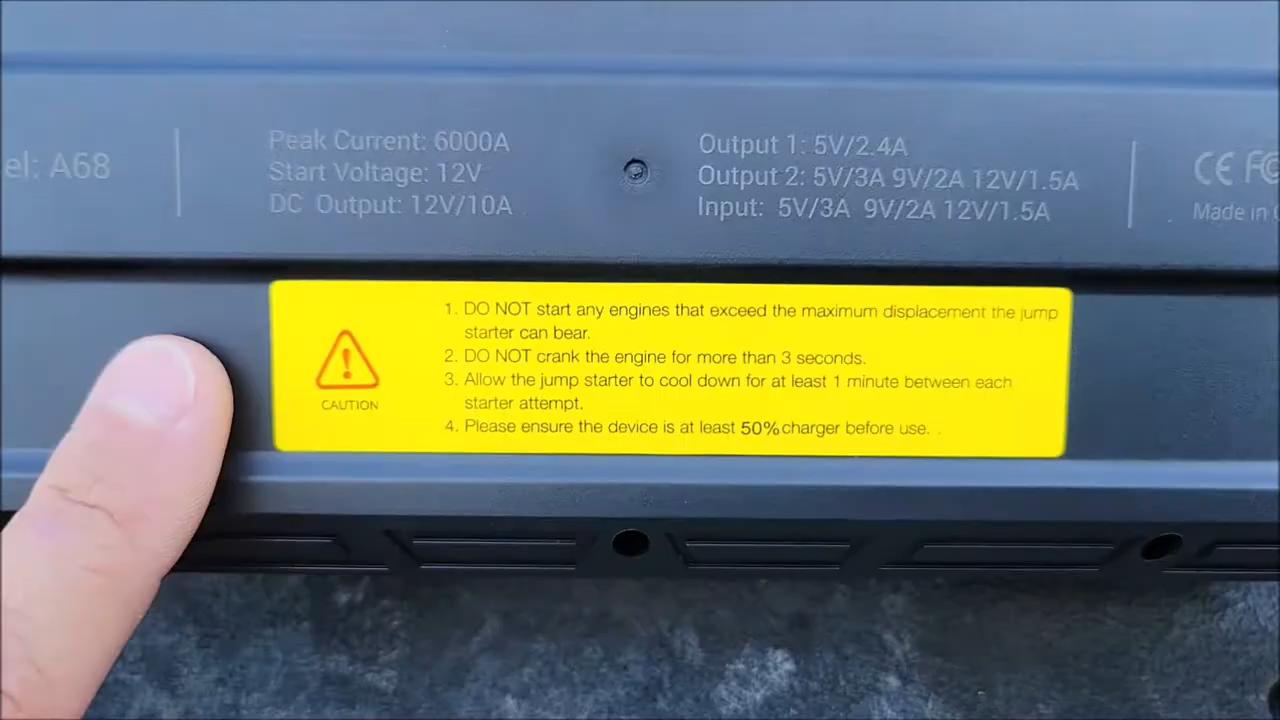 el: A68
Peak Current: 6000A
Start Voltage: 12V
DC Output: 12V/10A
Output 1: 5V/2.4A
Output 2: 5V/3A 9V/2A 12V/1.5A
Input: 5V/3A 9V/2A 12V/1.5A
CE FC
Made in
CAUTION
1. DO NOT start any engines that exceed the maximum displacement the jump
starter can bear.
2. DO NOT crank the engine for more than 3 seconds.
3. Allow the jump starter to cool down for at least 1 minute between each
starter attempt.
4. Please ensure the device is at least 50% charger before use.